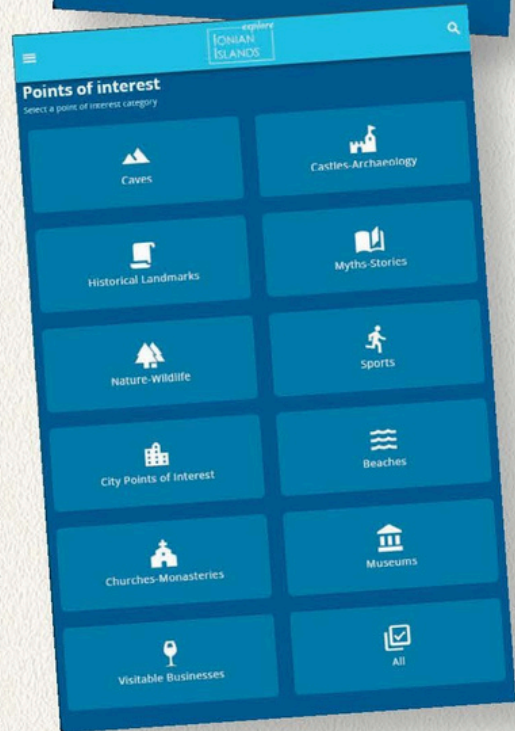 explore
IONIAN
ISLANDS
Points of interest
Select a point of interest category
Caves
Castles-Archaeology
Historical Landmarks
Myths-Stories
Nature-Wildlife
Sports
City Points of Interest
Beaches
Churches-Monasteries
Museums
Visitable Businesses
All